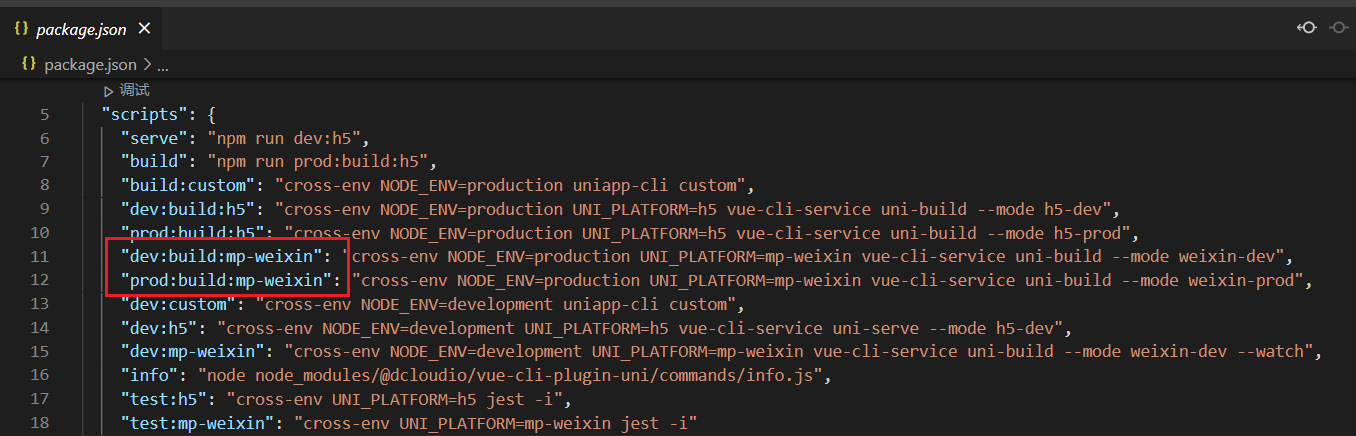 {} package.json ×
{} package.json > ...
调试
5 "scripts": {
6 "serve": "npm run dev:h5",
7 "build": "npm run prod:build:h5",
8 "build:custom": "cross-env NODE_ENV=production uniapp-cli custom",
9 "dev:build:h5": "cross-env NODE_ENV=production UNI_PLATFORM=h5 vue-cli-service uni-build --mode h5-dev",
10 "prod:build:h5": "cross-env NODE_ENV=production UNI_PLATFORM=h5 vue-cli-service uni-build --mode h5-prod",
11 "dev:build:mp-weixin": "cross-env NODE_ENV=production UNI_PLATFORM=mp-weixin vue-cli-service uni-build --mode weixin-dev",
12 "prod:build:mp-weixin": "cross-env NODE_ENV=production UNI_PLATFORM=mp-weixin vue-cli-service uni-build --mode weixin-prod",
13 "dev:custom": "cross-env NODE_ENV=development uniapp-cli custom",
14 "dev:h5": "cross-env NODE_ENV=development UNI_PLATFORM=h5 vue-cli-service uni-serve --mode h5-dev",
15 "dev:mp-weixin": "cross-env NODE_ENV=development UNI_PLATFORM=mp-weixin vue-cli-service uni-build --mode weixin-dev --watch",
16 "info": "node node_modules/@dcloudio/vue-cli-plugin-uni/commands/info.js",
17 "test:h5": "cross-env UNI_PLATFORM=h5 jest -i",
18 "test:mp-weixin": "cross-env UNI_PLATFORM=mp-weixin jest -i"